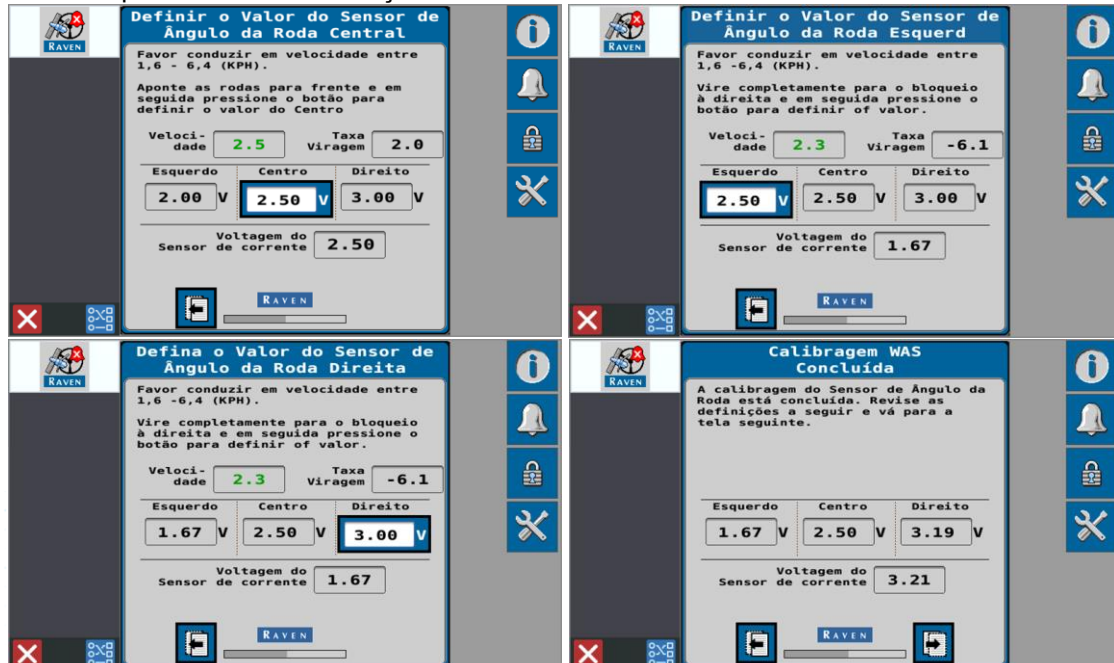 Definir o Valor do Sensor de
Ângulo da Roda Central
RAVEN
Favor conduzir em velocidade entre
1,6 - 6,4 (KPH).
Aponte as rodas para frente e em
seguida pressione o botão para
definir o valor do Centro
Veloci-
dade 2.5 Taxa
Viragem 2.0
Esquerdo Centro Direito
2.00 V 2.50 V 3.00 V
Voltagem do
Sensor de corrente 2.50
RAVEN
Definir o Valor do Sensor de
Ângulo da Roda Esquerd
RAVEN
Favor conduzir em velocidade entre
1,6 -6,4 (KPH).
Vire completamente para o bloqueio
à direita e em seguida pressione o
botão para definir of valor.
Veloci-
dade 2.3 Taxa
Viragem -6.1
Esquerdo Centro Direito
2.50 V 2.50 V 3.00 V
Voltagem do
Sensor de corrente 1.67
RAVEN
Defina o Valor do Sensor de
Ângulo da Roda Direita
RAVEN
Favor conduzir em velocidade entre
1,6 -6,4 (KPH).
Vire completamente para o bloqueio
à direita e em seguida pressione o
botão para definir of valor.
Veloci-
dade 2.3 Taxa
Viragem -6.1
Esquerdo Centro Direito
1.67 V 2.50 V 3.00 V
Voltagem do
Sensor de corrente 1.67
RAVEN
Calibragem WAS
Concluída
RAVEN
A calibragem do Sensor de Ângulo da
Roda está concluída. Revise as
definições a seguir e vá para a
tela seguinte.
Esquerdo Centro Direito
1.67 V 2.50 V 3.19 V
Voltagem do
Sensor de corrente 3.21
RAVEN